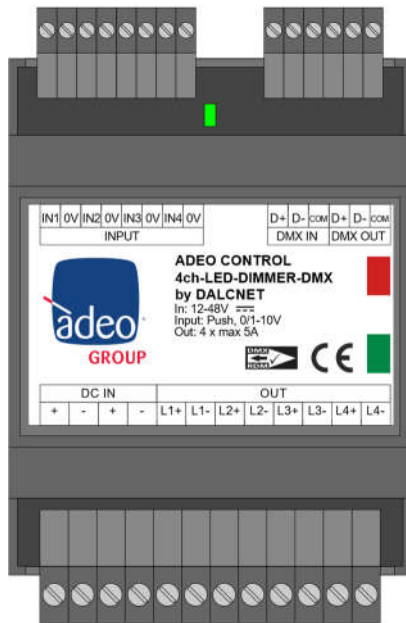 IN1 0V IN2 0V IN3 0V IN4 0V D+ D- COM D+ D- COM
INPUT DMX IN DMX OUT
ADEO CONTROL
4ch-LED-DIMMER-DMX
by DALCNET
In: 12-48V
Input: Push, 0/1-10V
Out: 4 x max 5A
adeo
GROUP
DMX
RDM
CE
DC IN OUT
+ - + - L1+ L1- L2+ L2- L3+ L3- L4+ L4-